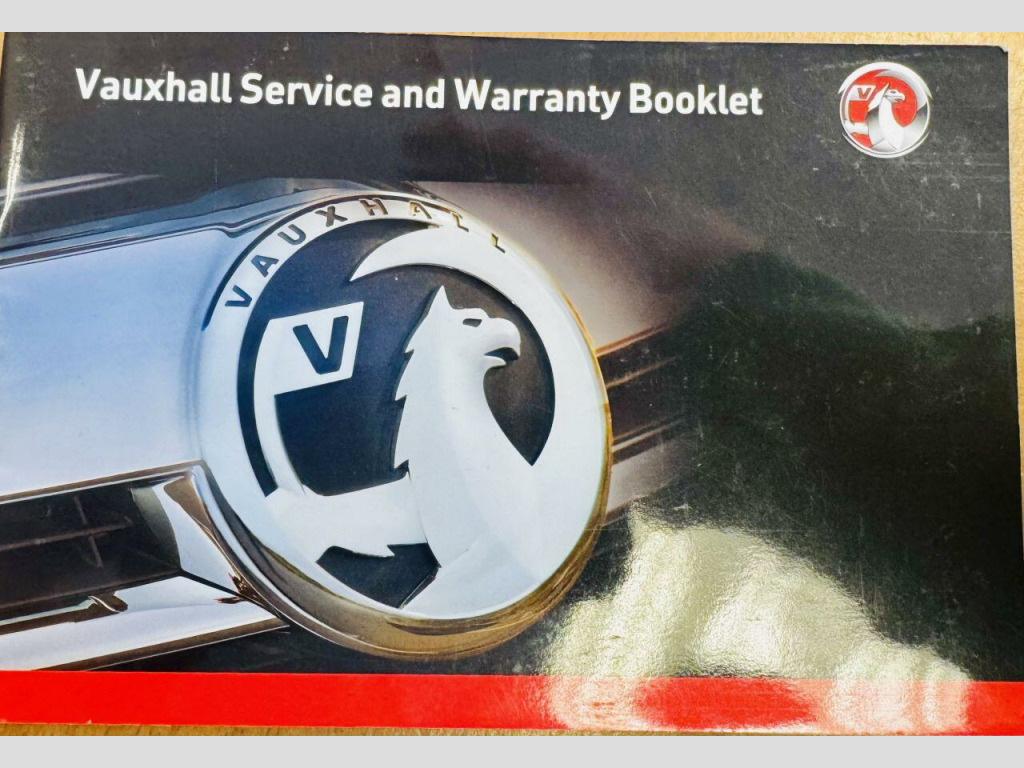 Vauxhall Service and Warranty Booklet
V
VAUXHALL
V